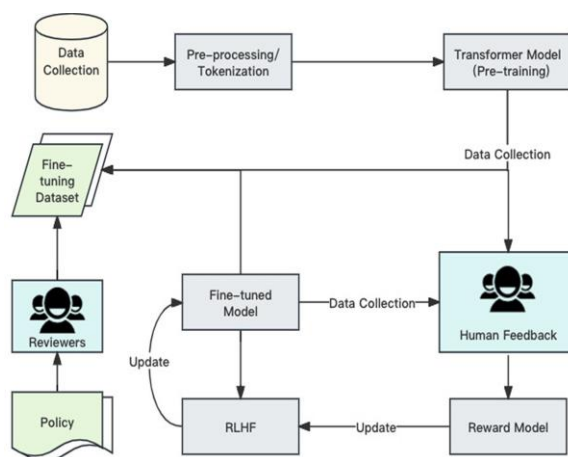 Data
Collection
Pre-processing/
Tokenization
Transformer Model
(Pre-training)
Data Collection
Fine-
tuning
Dataset
Fine-tuned
Model
Data Collection
Human Feedback
Reviewers
Update
Policy
RLHF
Update
Reward Model